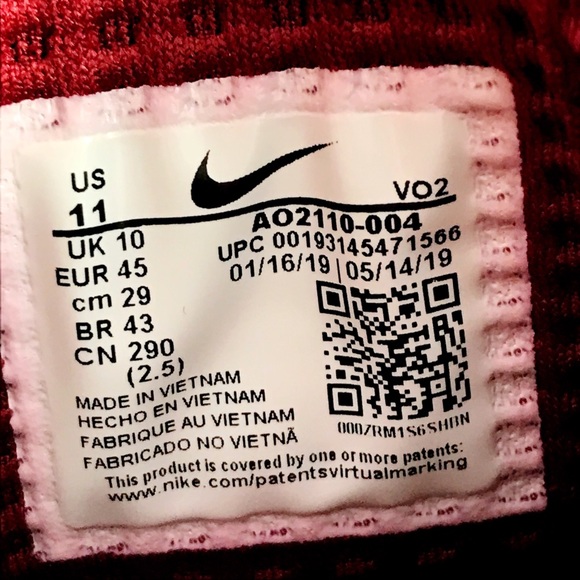 US
11
UK 10
EUR 45
cm 29
BR 43
CN 290
(2.5)
VO2
AO2110-004
UPC 00193145471566
01/16/19 | 05/14/19
MADE IN VIETNAM
HECHO EN VIETNAM
FABRIQUE AU VIETNAM
FABRICADO NO VIETNÃ
0007RM1S6SHBN
This product is covered by one or more patents:
www.nike.com/patentsvirtualmarking